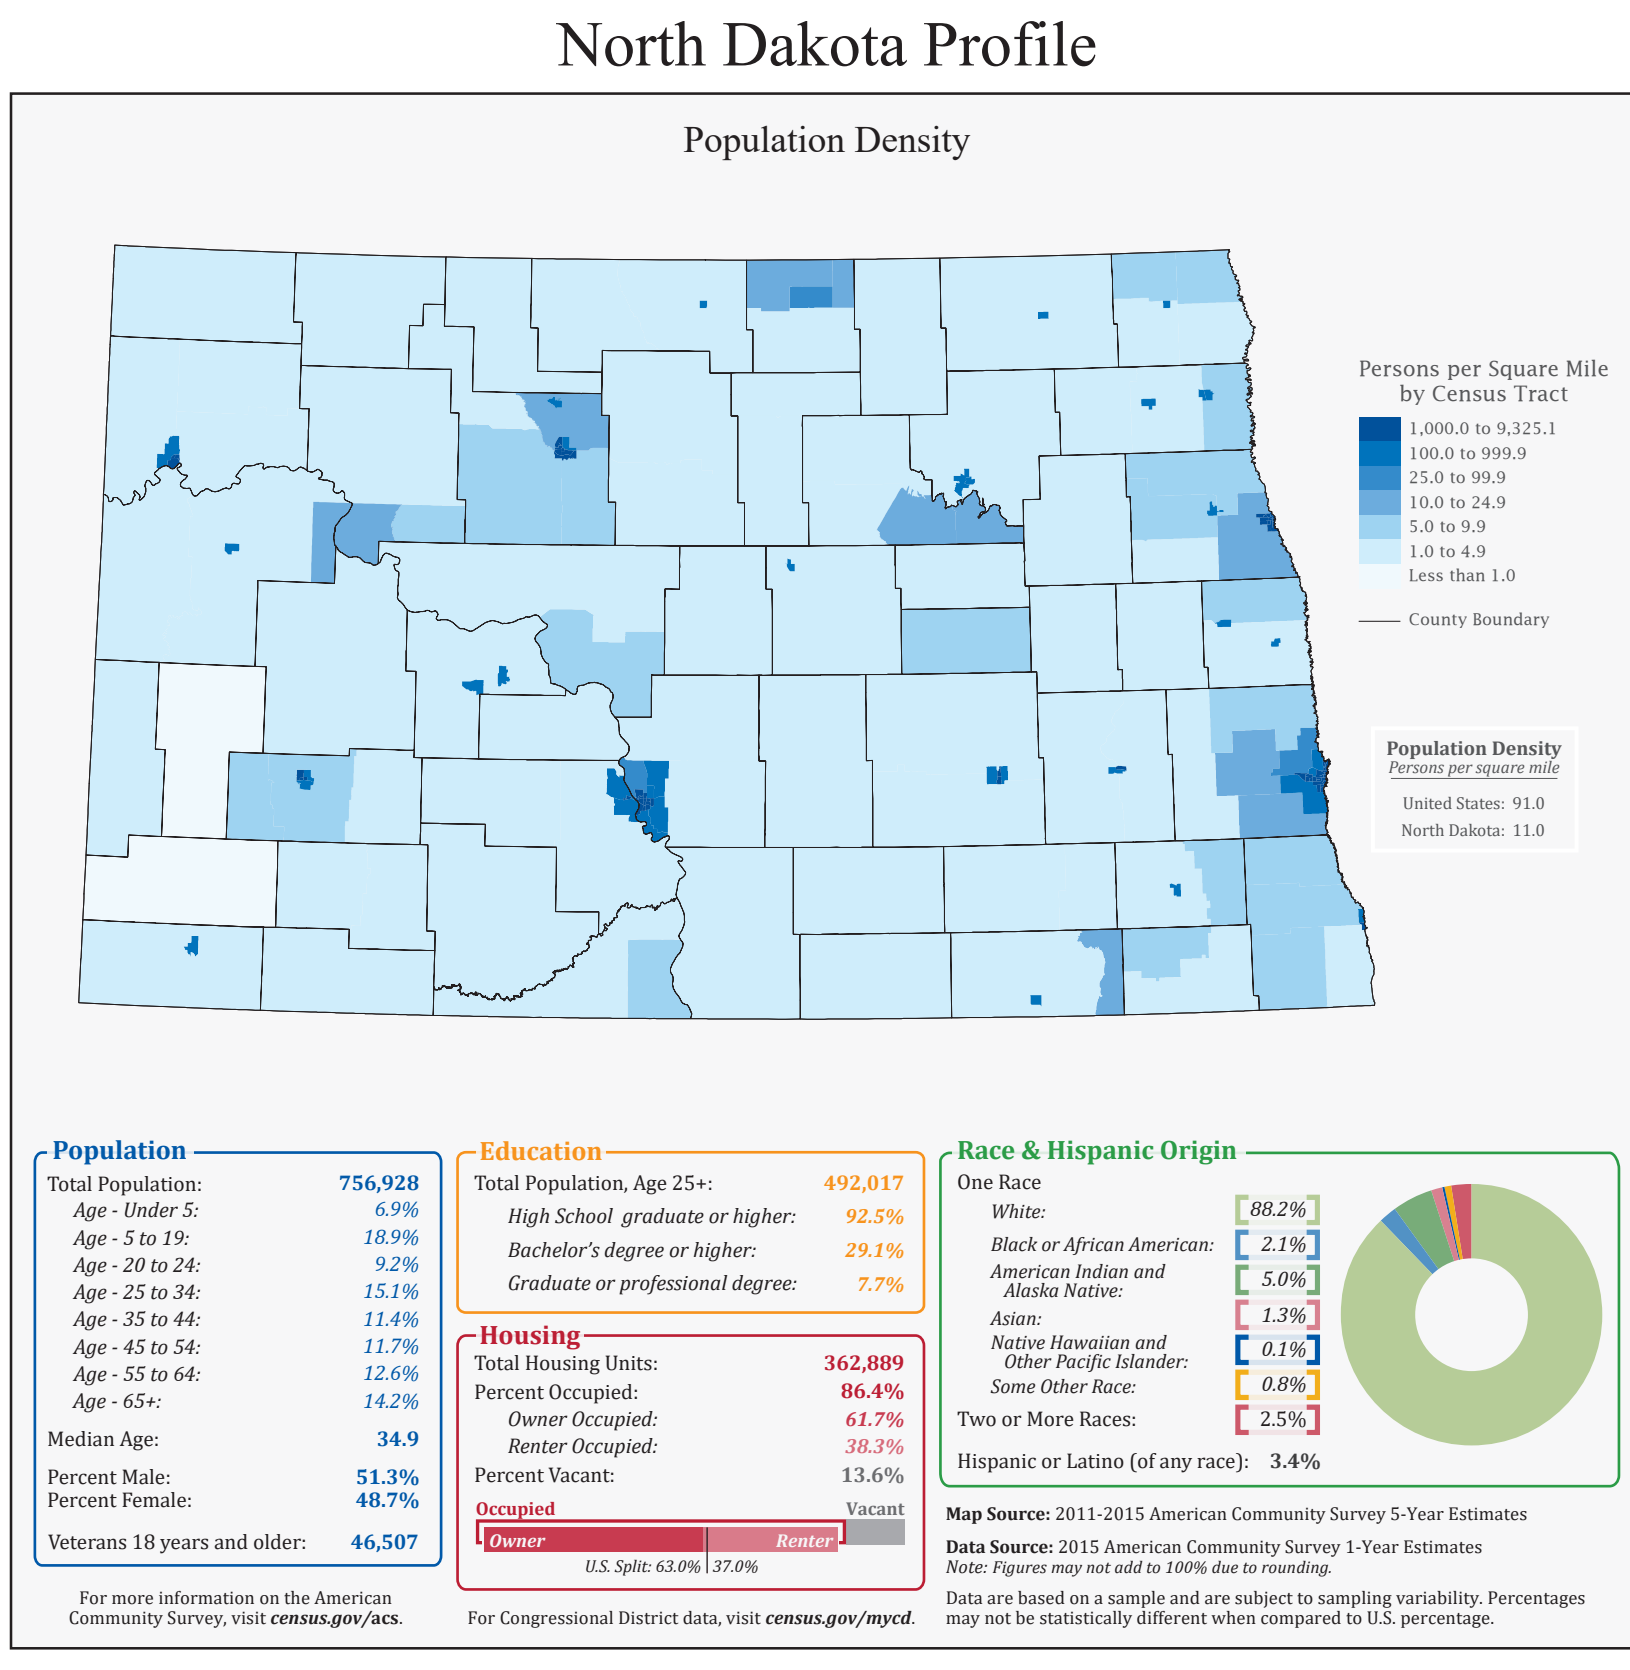 North Dakota Profile
Population Density
Persons per Square Mile
by Census Tract
1,000.0 to 9,325.1
100.0 to 999.9
25.0 to 99.9
10.0 to 24.9
5.0 to 9.9
1.0 to 4.9
Less than 1.0
County Boundary
Population Density
Persons per square mile
United States: 91.0
North Dakota: 11.0
Population
Total Population: 756,928
Age - Under 5: 6.9%
Age - 5 to 19: 18.9%
Age - 20 to 24: 9.2%
Age - 25 to 34: 15.1%
Age - 35 to 44: 11.4%
Age - 45 to 54: 11.7%
Age - 55 to 64: 12.6%
Age - 65+: 14.2%
Median Age: 34.9
Percent Male: 51.3%
Percent Female: 48.7%
Veterans 18 years and older: 46,507
For more information on the American
Community Survey, visit census.gov/acs.
Education
Total Population, Age 25+: 492,017
High School graduate or higher: 92.5%
Bachelor's degree or higher: 29.1%
Graduate or professional degree: 7.7%
Housing
Total Housing Units: 362,889
Percent Occupied: 86.4%
Owner Occupied: 61.7%
Renter Occupied: 38.3%
Percent Vacant: 13.6%
Occupied Vacant
Owner Renter
U.S. Split: 63.0% 37.0%
For Congressional District data, visit census.gov/mycd.
Race & Hispanic Origin
One Race
White: 88.2%
Black or African American: 2.1%
American Indian and
Alaska Native: 5.0%
Asian: 1.3%
Native Hawaiian and
Other Pacific Islander: 0.1%
Some Other Race: 0.8%
Two or More Races: 2.5%
Hispanic or Latino (of any race): 3.4%
Map Source: 2011-2015 American Community Survey 5-Year Estimates
Data Source: 2015 American Community Survey 1-Year Estimates
Note: Figures may not add to 100% due to rounding.
Data are based on a sample and are subject to sampling variability. Percentages
may not be statistically different when compared to U.S. percentage.